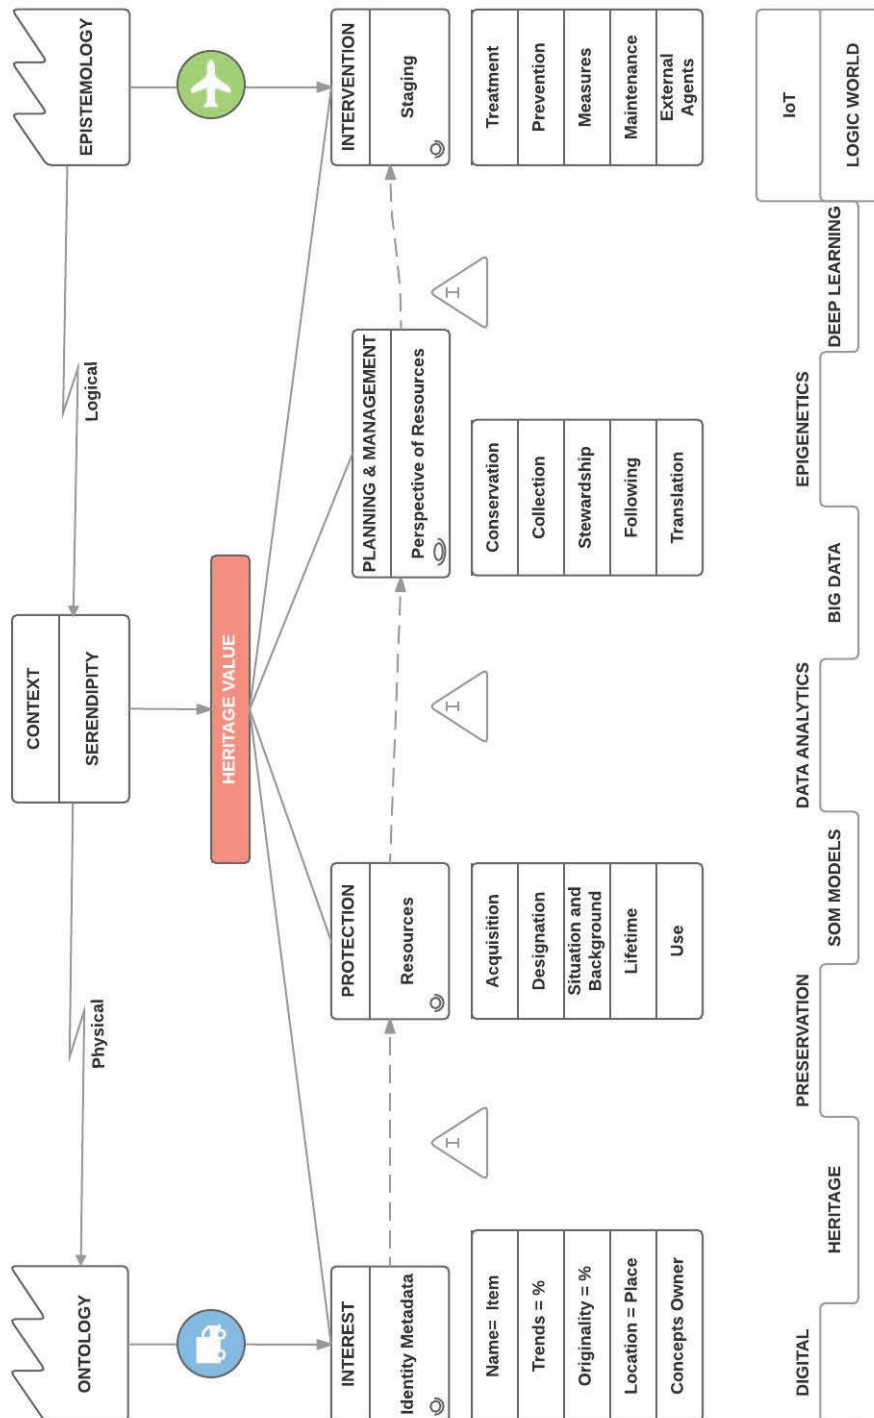 ONTOLOGY
Physical
CONTEXT
SERENDIPITY
Logical
EPISTEMOLOGY
HERITAGE VALUE
INTEREST
Identity Metadata
PROTECTION
Resources
PLANNING & MANAGEMENT
Perspective of Resources
INTERVENTION
Staging
I
I
I
Name= Item
Trends = %
Originality = %
Location = Place
Concepts Owner
Acquisition
Designation
Situation and
Background
Lifetime
Use
Conservation
Collection
Stewardship
Following
Translation
Treatment
Prevention
Measures
Maintenance
External
Agents
DIGITAL
HERITAGE
PRESERVATION
SOM MODELS
DATA ANALYTICS
BIG DATA
EPIGENETICS
DEEP LEARNING
IoT
LOGIC WORLD